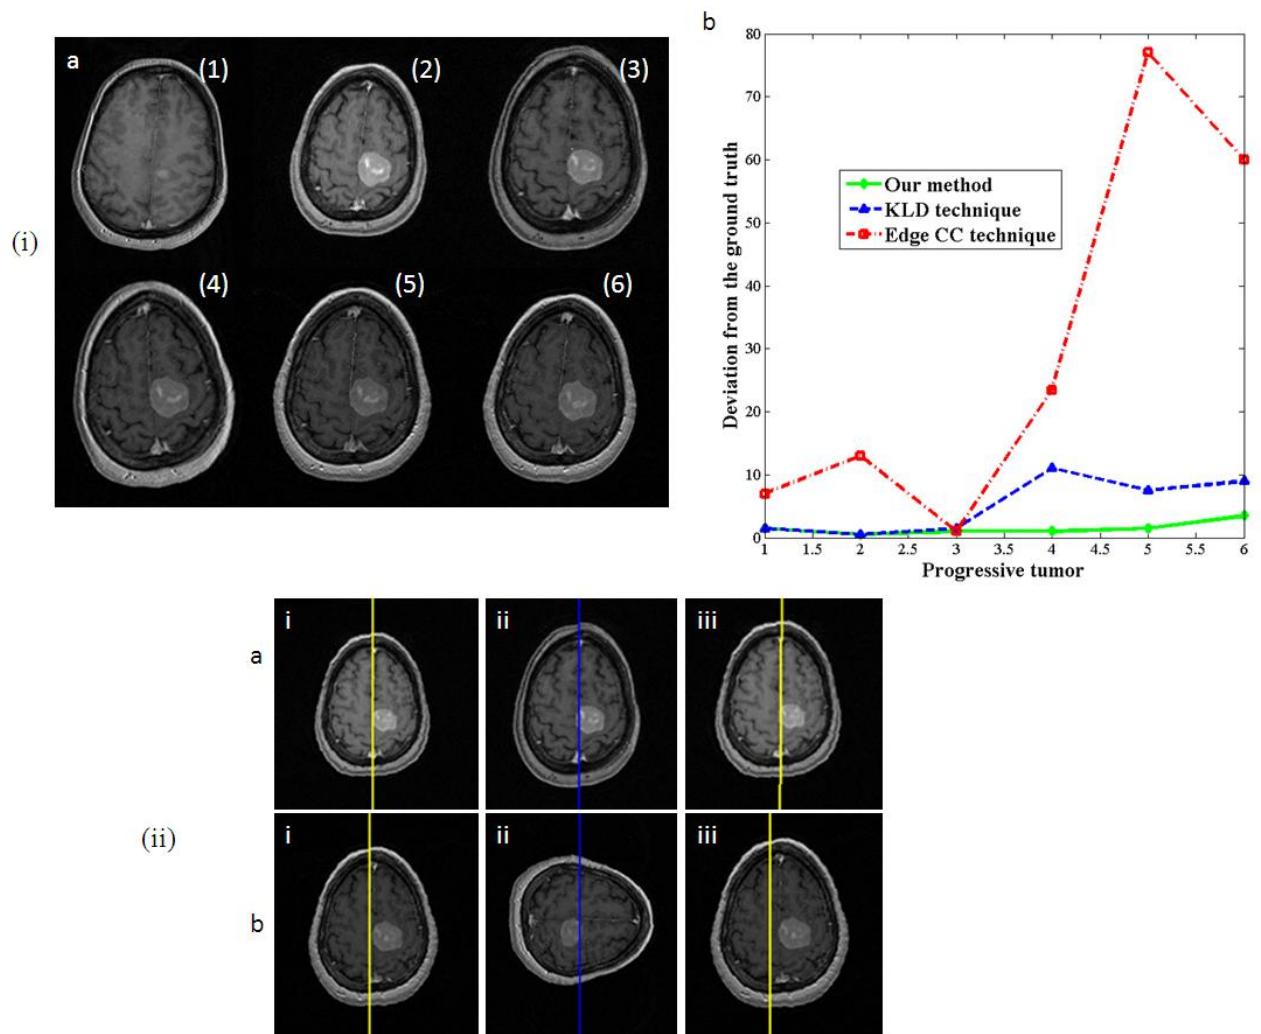 (i)
a
(1)
(2)
(3)
(4)
(5)
(6)
b
80
70
60
50
40
30
20
10
0
Deviation from the ground truth
Our method
KLD technique
Edge CC technique
1 1.5 2 2.5 3 3.5 4 4.5 5 5.5 6
Progressive tumor
(ii)
a
i
ii
iii
b
i
ii
iii